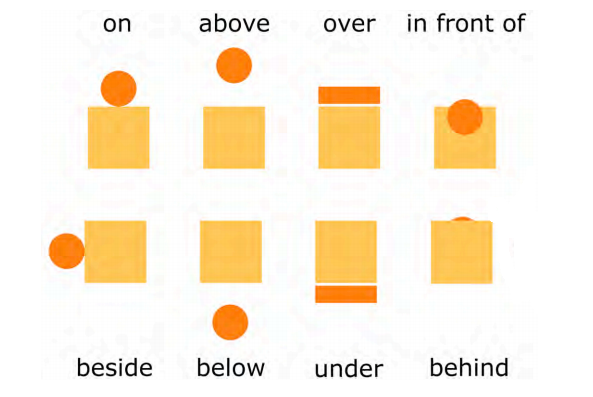 on above over in front of
beside below under behind